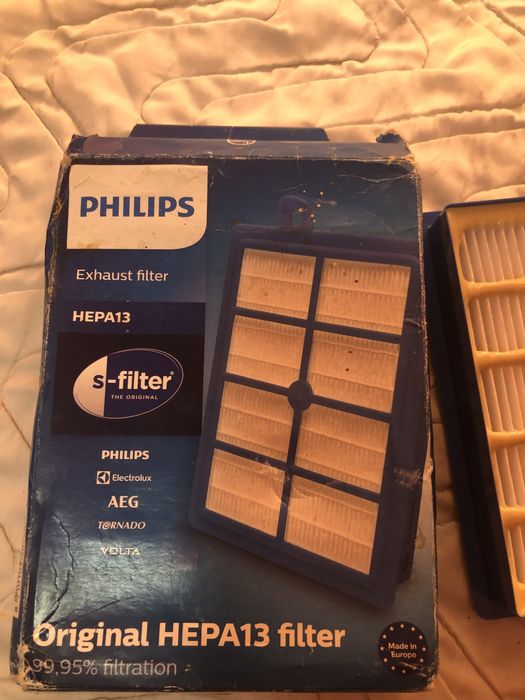 PHILIPS
Exhaust filter
HEPA13
s-filter®
THE ORIGINAL
PHILIPS
Electrolux
AEG
T@RNADO
VOLTA
Original HEPA13 filter
99,95% filtration
Made in
Europe